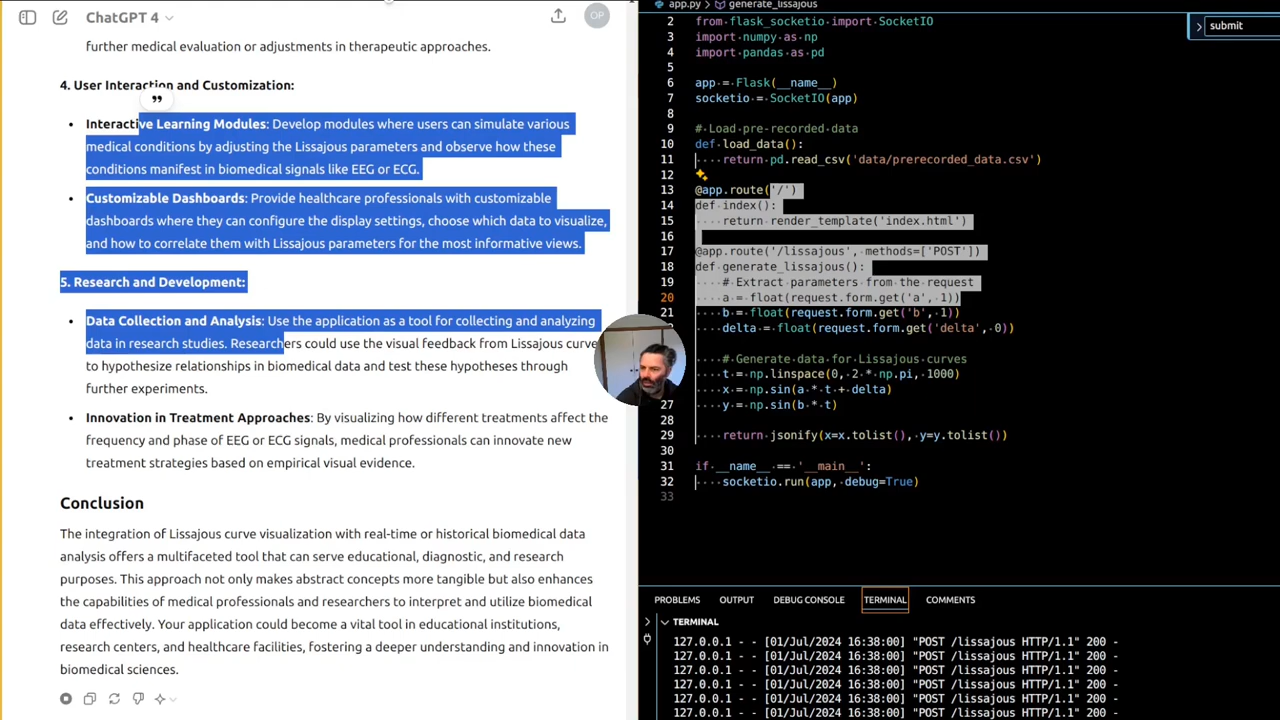 ChatGPT 4
OP
further medical evaluation or adjustments in therapeutic approaches.
4. User Interaction and Customization:
Interactive Learning Modules: Develop modules where users can simulate various
medical conditions by adjusting the Lissajous parameters and observe how these
conditions manifest in biomedical signals like EEG or ECG.
Customizable Dashboards: Provide healthcare professionals with customizable
dashboards where they can configure the display settings, choose which data to visualize,
and how to correlate them with Lissajous parameters for the most informative views.
5. Research and Development:
Data Collection and Analysis: Use the application as a tool for collecting and analyzing
data in research studies. Researchers could use the visual feedback from Lissajous curve
to hypothesize relationships in biomedical data and test these hypotheses through
further experiments.
Innovation in Treatment Approaches: By visualizing how different treatments affect the
frequency and phase of EEG or ECG signals, medical professionals can innovate new
treatment strategies based on empirical visual evidence.
Conclusion
The integration of Lissajous curve visualization with real-time or historical biomedical data
analysis offers a multifaceted tool that can serve educational, diagnostic, and research
purposes. This approach not only makes abstract concepts more tangible but also enhances
the capabilities of medical professionals and researchers to interpret and utilize biomedical
data effectively. Your application could become a vital tool in educational institutions,
research centers, and healthcare facilities, fostering a deeper understanding and innovation in
biomedical sciences.
app.py > generate_lissajous
submit
2 from flask_socketio import SocketIO
3 import numpy as np
4 import pandas as pd
5
6 app = Flask(__name__)
7 socketio = SocketIO(app)
8
9 # Load pre-recorded data
10 def load_data():
11 return pd.read_csv('data/prerecorded_data.csv')
12
13 @app.route('/')
14 def index():
15 return render_template('index.html')
16
17 @app.route('/lissajous', methods=['POST'])
18 def generate_lissajous():
19 # Extract parameters from the request
20 a = float(request.form.get('a', 1))
21 b = float(request.form.get('b', 1))
22 delta = float(request.form.get('delta', 0))
# Generate data for Lissajous curves
t = np.linspace(0, 2 * np.pi, 1000)
x = np.sin(a * t + delta)
27 y = np.sin(b * t)
28
29 return jsonify(x=x.tolist(), y=y.tolist())
30
31 if __name__ == '__main__':
32 socketio.run(app, debug=True)
33
PROBLEMS OUTPUT DEBUG CONSOLE TERMINAL COMMENTS
TERMINAL
127.0.0.1 - - [01/Jul/2024 16:38:00] "POST /lissajous HTTP/1.1" 200 -
127.0.0.1 - - [01/Jul/2024 16:38:00] "POST /lissajous HTTP/1.1" 200 -
127.0.0.1 - - [01/Jul/2024 16:38:00] "POST /lissajous HTTP/1.1" 200 -
127.0.0.1 - - [01/Jul/2024 16:38:00] "POST /lissajous HTTP/1.1" 200 -
127.0.0.1 - - [01/Jul/2024 16:38:00] "POST /lissajous HTTP/1.1" 200 -
127.0.0.1 - - [01/Jul/2024 16:38:00] "POST /lissajous HTTP/1.1" 200 -